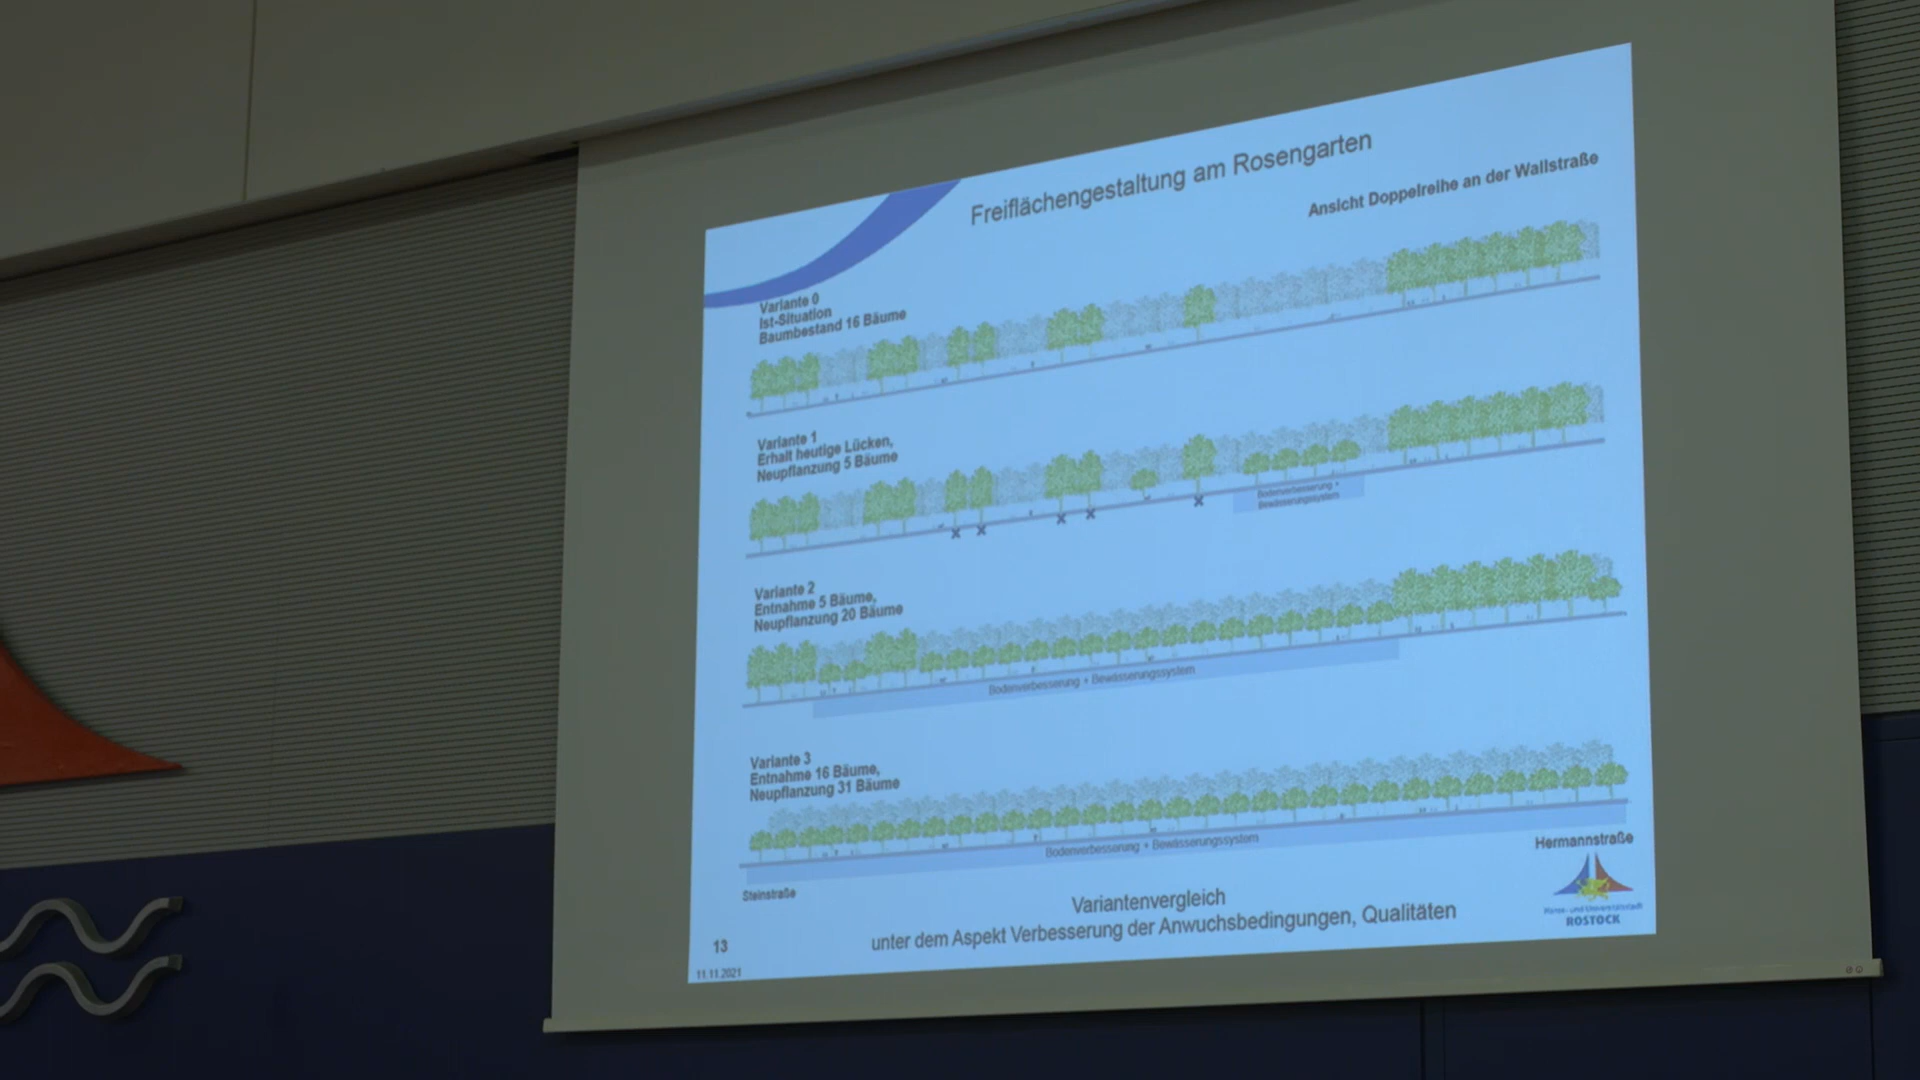 Freiflächengestaltung am Rosengarten
Ansicht Doppelreihe an der Wallstraße
Variante 0
Ist-Situation
Baumbestand 16 Bäume
Variante 1
Erhalt heutige Lücken,
Neupflanzung 5 Bäume
Bodenverbesserung +
Bewässerungssystem
Variante 2
Entnahme 5 Bäume,
Neupflanzung 20 Bäume
Bodenverbesserung + Bewässerungssystem
Variante 3
Entnahme 16 Bäume,
Neupflanzung 31 Bäume
Bodenverbesserung + Bewässerungssystem
Steinstraße
Hermannstraße
Variantenvergleich
unter dem Aspekt Verbesserung der Anwuchsbedingungen, Qualitäten
Hanse- und Universitätsstadt
ROSTOCK
13
11.11.2021